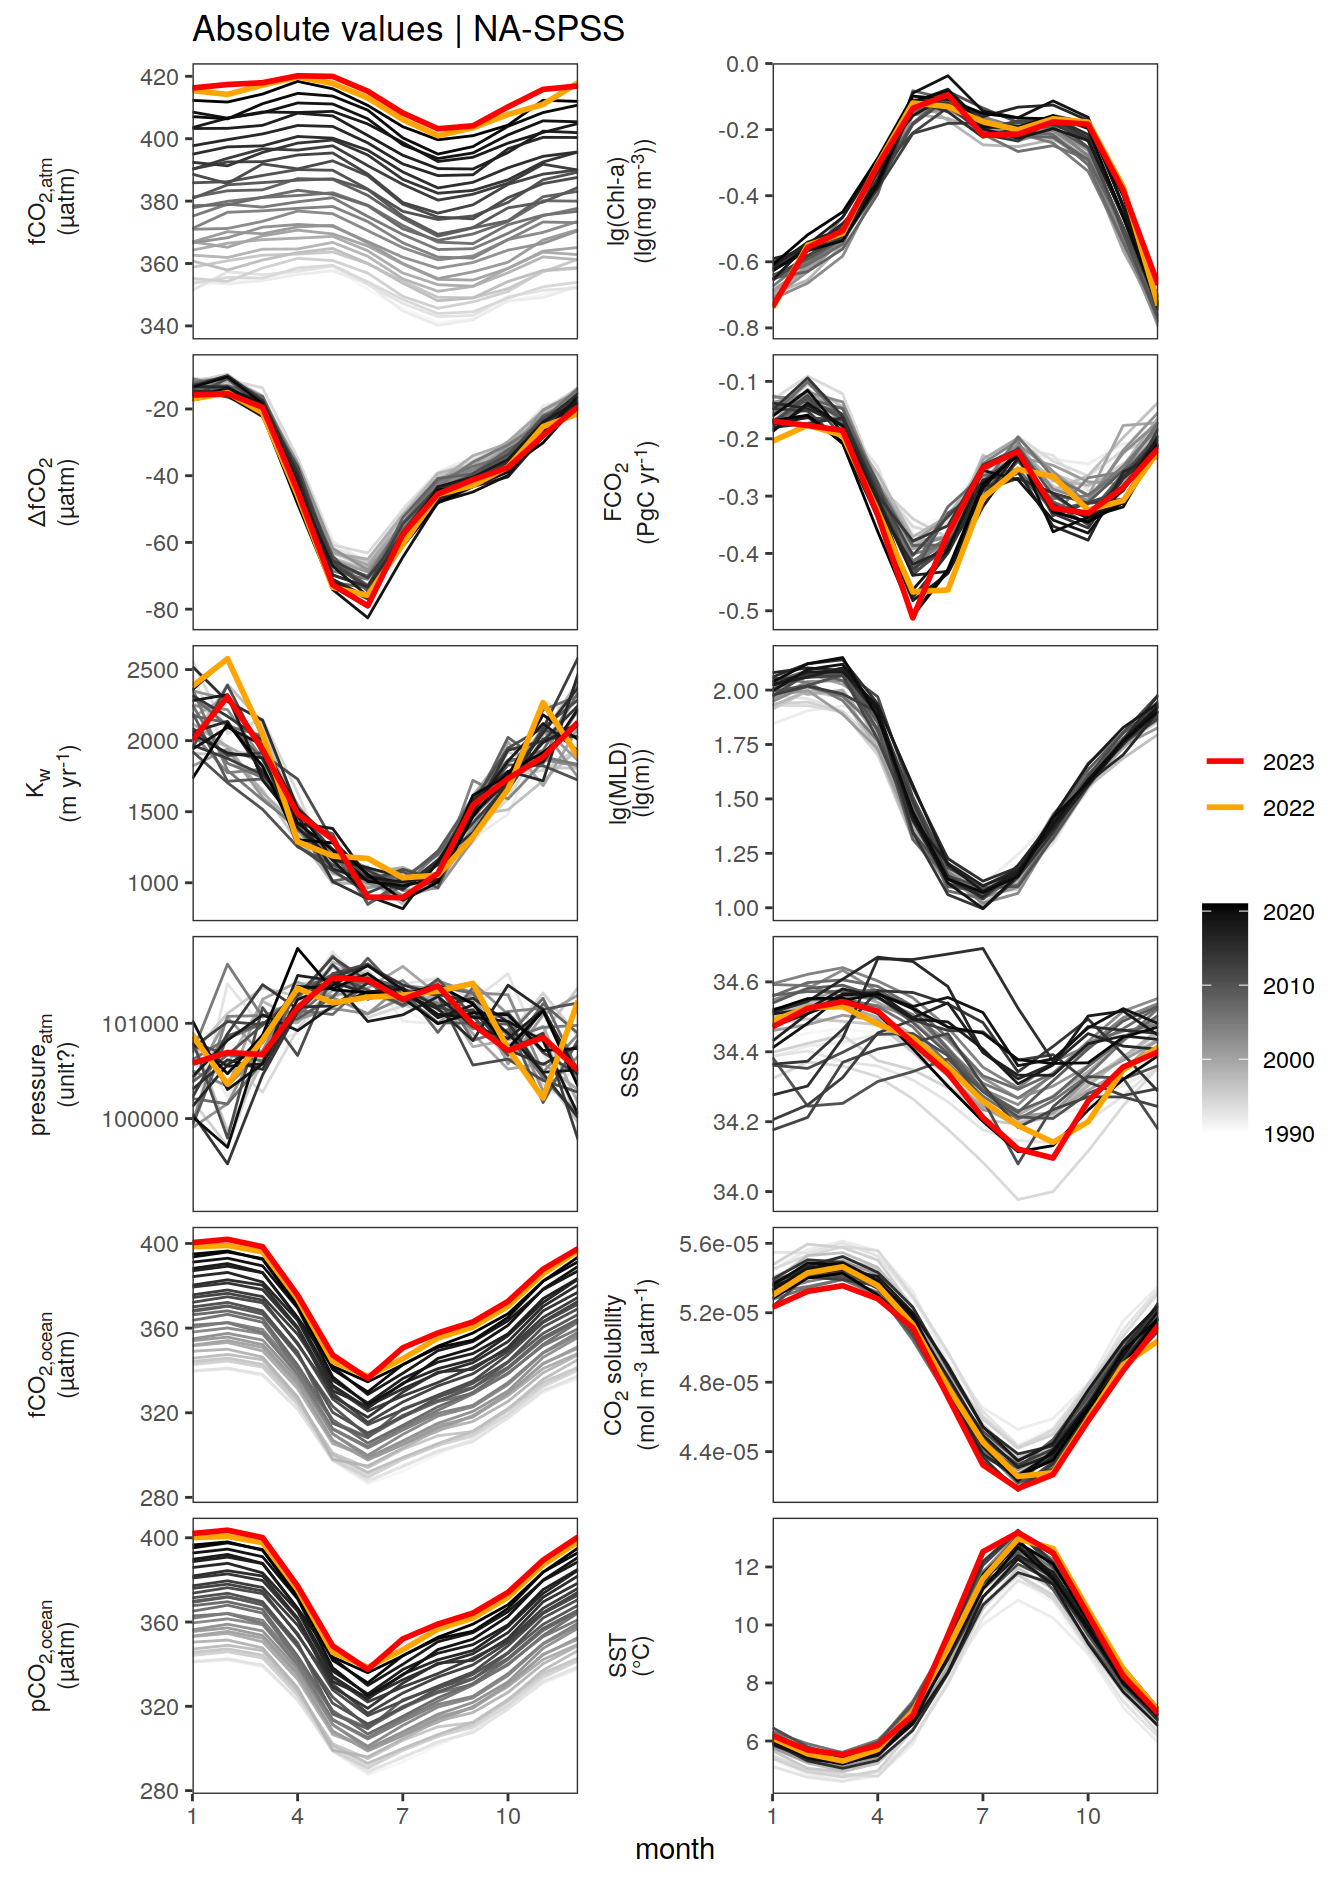 Absolute values | NA-SPSS
fCO2,atm
(µatm)
420
400
380
360
340
lg(Chl-a)
(lg(mg m-3))
0.0
-0.2
-0.4
-0.6
-0.8
ΔfCO2
(µatm)
-20
-40
-60
-80
FCO2
(PgC yr-1)
-0.1
-0.2
-0.3
-0.4
-0.5
Kw
(m yr-1)
2500
2000
1500
1000
lg(MLD)
(lg(m))
2.00
1.75
1.50
1.25
1.00
pressureatm
(unit?)
101000
100000
SSS
34.6
34.4
34.2
34.0
fCO2,ocean
(µatm)
400
360
320
280
CO2 solubility
(mol m-3 µatm-1)
5.6e-05
5.2e-05
4.8e-05
4.4e-05
pCO2,ocean
(µatm)
400
360
320
280
SST
(°C)
12
10
8
6
1 4 7 10
1 4 7 10
month
2023
2022
2020
2010
2000
1990